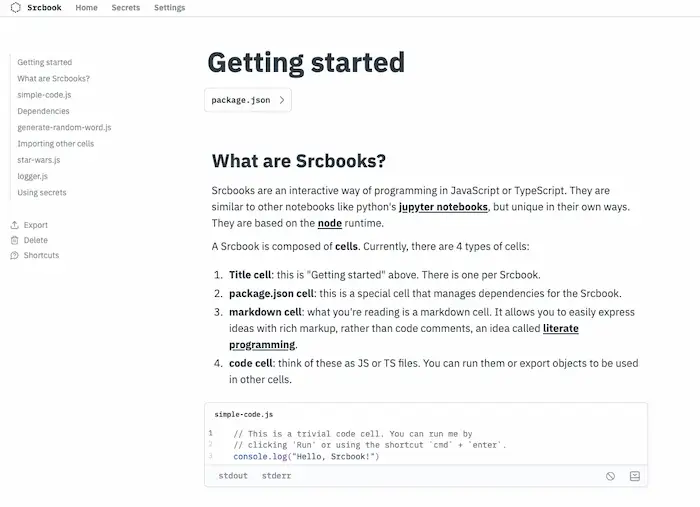 Srcbook Home Secrets Settings
Getting started
What are Srcbooks?
simple-code.js
Dependencies
generate-random-word.js
Importing other cells
star-wars.js
logger.js
Using secrets
Export
Delete
Shortcuts
Getting started
package.json
What are Srcbooks?
Srcbooks are an interactive way of programming in JavaScript or TypeScript. They are
similar to other notebooks like python's jupyter notebooks, but unique in their own ways.
They are based on the node runtime.
A Srcbook is composed of cells. Currently, there are 4 types of cells:
1. Title cell: this is "Getting started" above. There is one per Srcbook.
2. package.json cell: this is a special cell that manages dependencies for the Srcbook.
3. markdown cell: what you're reading is a markdown cell. It allows you to easily express
ideas with rich markup, rather than code comments, an idea called literate
programming.
4. code cell: think of these as JS or TS files. You can run them or export objects to be used
in other cells.
simple-code.js
1 // This is a trivial code cell. You can run me by
2 // clicking 'Run' or using the shortcut `cmd` + `enter`.
3 console.log("Hello, Srcbook!")
stdout stderr